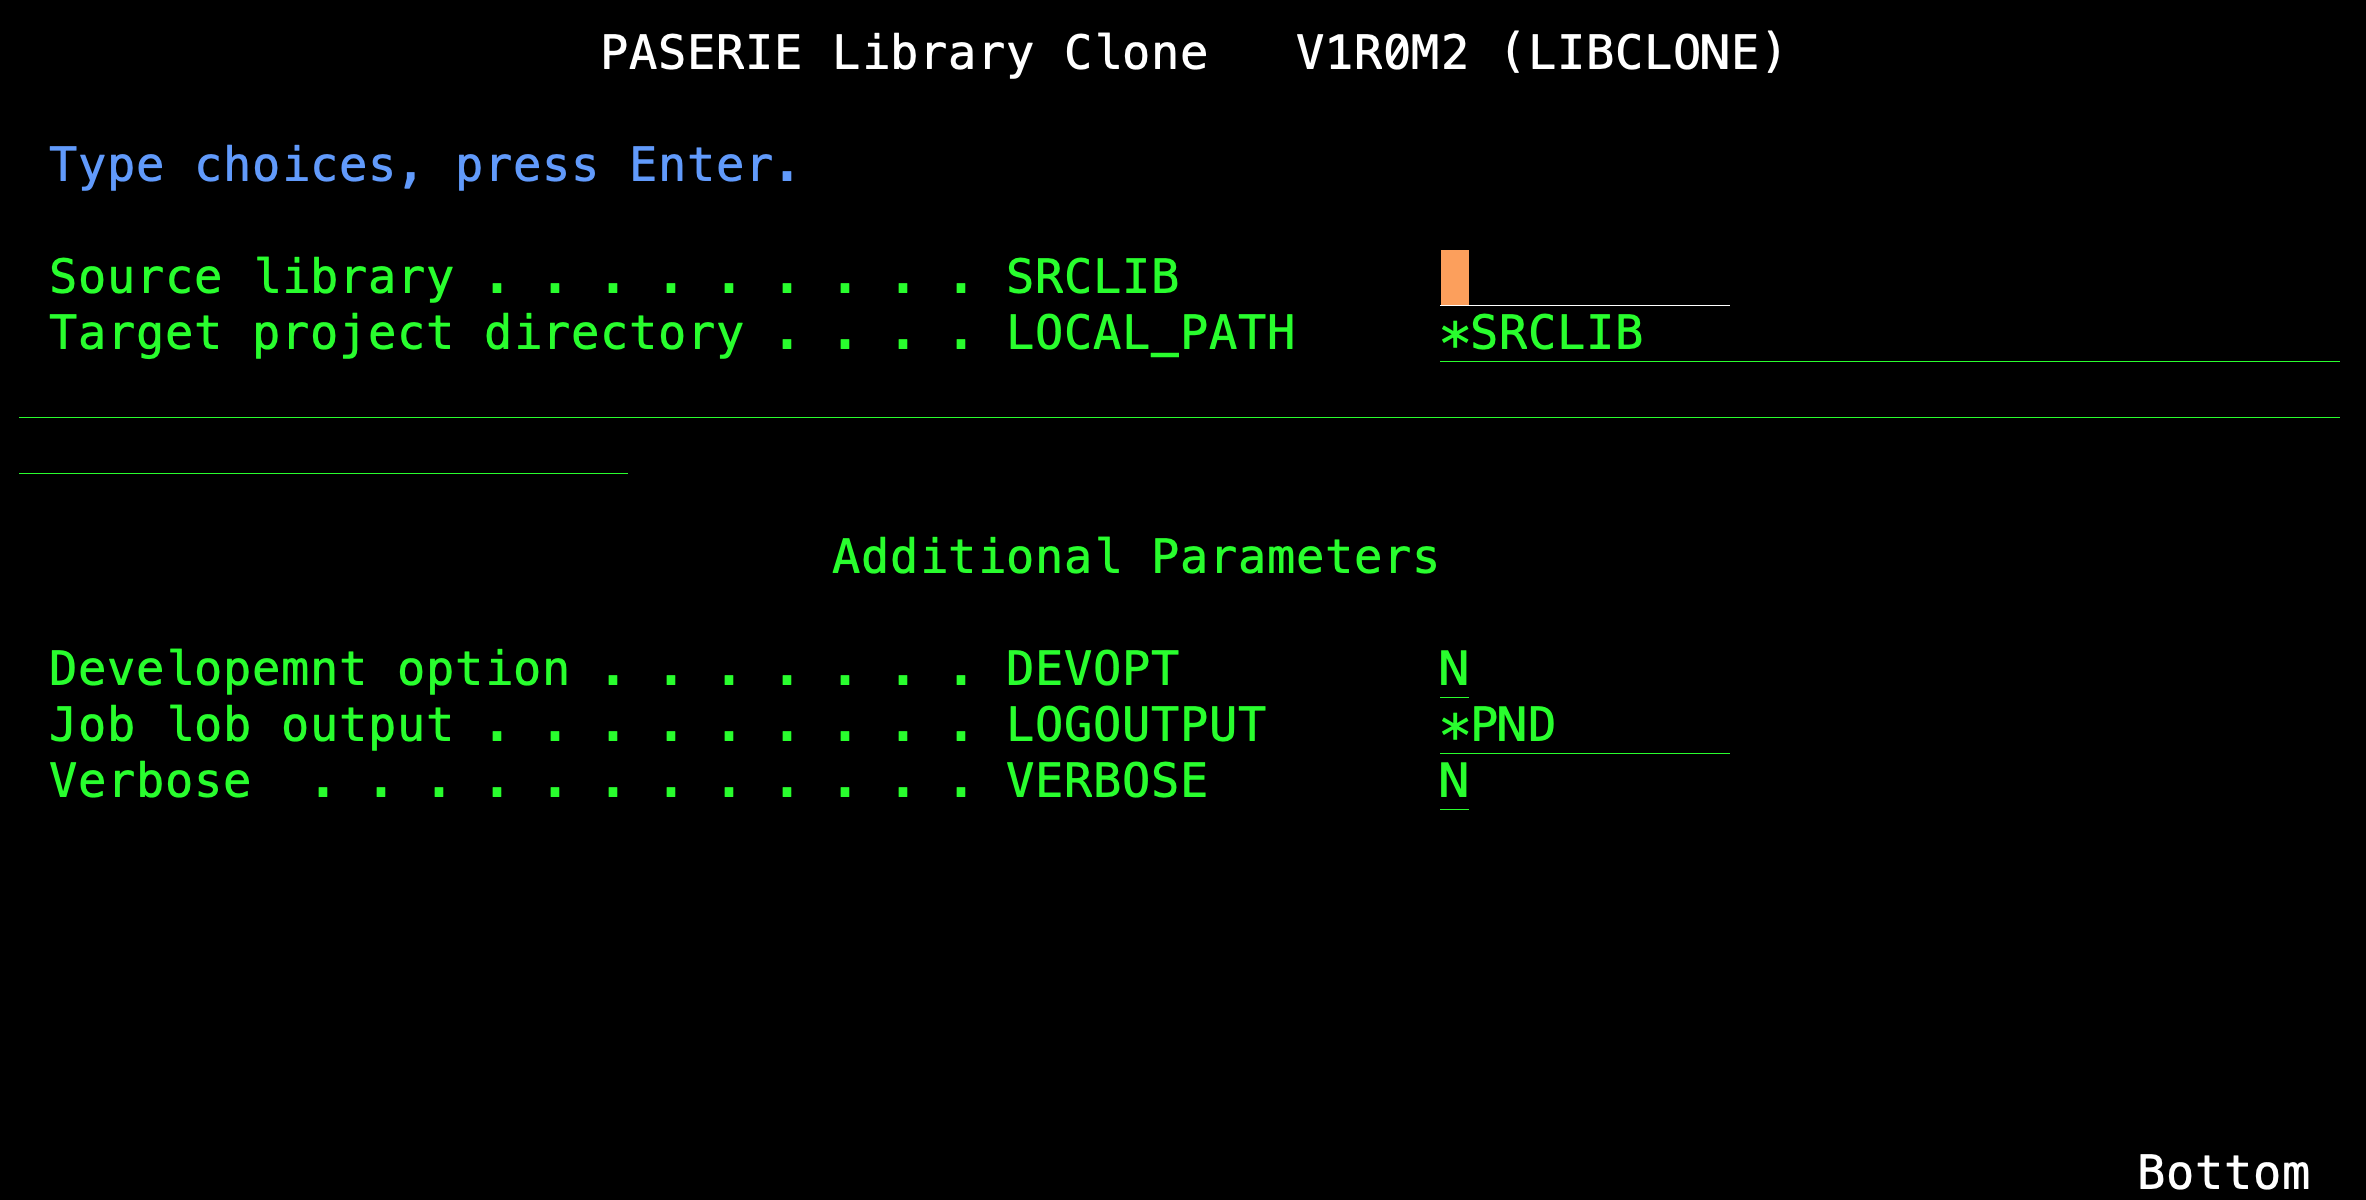 PASERIE Library Clone   V1R0M2 (LIBCLONE)
Type choices, press Enter.
Source library . . . . . . . . . SRCLIB
Target project directory . . . . LOCAL_PATH     *SRCLIB
Additional Parameters
Developemnt option . . . . . . . DEVOPT         N
Job lob output . . . . . . . . . LOGOUTPUT      *PND
Verbose  . . . . . . . . . . . . VERBOSE        N
Bottom